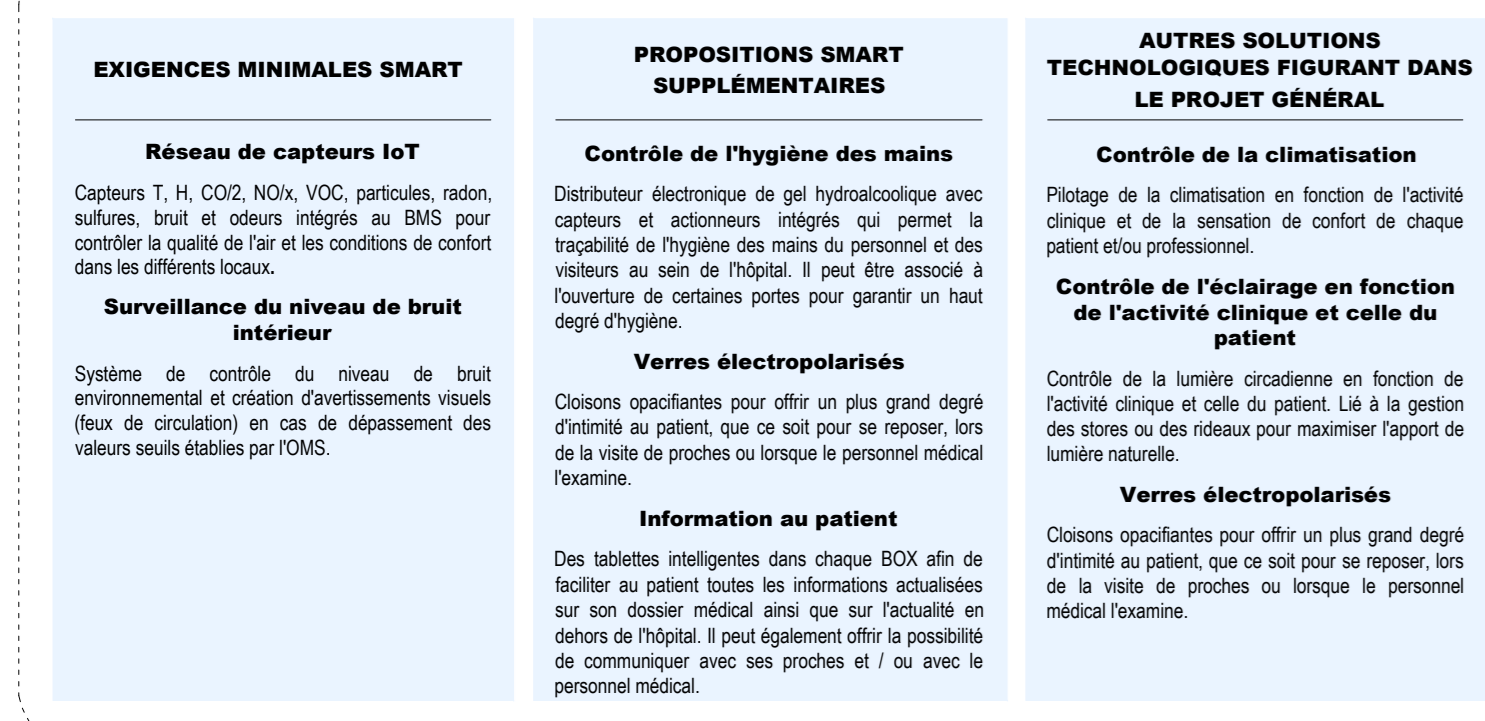 EXIGENCES MINIMALES SMART
Réseau de capteurs IoT
Capteurs T, H, CO/2, NO/x, VOC, particules, radon,
sulfures, bruit et odeurs intégrés au BMS pour
contrôler la qualité de l'air et les conditions de confort
dans les différents locaux.
Surveillance du niveau de bruit
intérieur
Système de contrôle du niveau de bruit
environnemental et création d'avertissements visuels
(feux de circulation) en cas de dépassement des
valeurs seuils établies par l'OMS.
PROPOSITIONS SMART
SUPPLÉMENTAIRES
Contrôle de l'hygiène des mains
Distributeur électronique de gel hydroalcoolique avec
capteurs et actionneurs intégrés qui permet la
traçabilité de l'hygiène des mains du personnel et des
visiteurs au sein de l'hôpital. Il peut être associé à
l'ouverture de certaines portes pour garantir un haut
degré d'hygiène.
Verres électropolarisés
Cloisons opacifiantes pour offrir un plus grand degré
d'intimité au patient, que ce soit pour se reposer, lors
de la visite de proches ou lorsque le personnel médical
l'examine.
Information au patient
Des tablettes intelligentes dans chaque BOX afin de
faciliter au patient toutes les informations actualisées
sur son dossier médical ainsi que sur l'actualité en
dehors de l'hôpital. Il peut également offrir la possibilité
de communiquer avec ses proches et / ou avec le
personnel médical.
AUTRES SOLUTIONS
TECHNOLOGIQUES FIGURANT DANS
LE PROJET GÉNÉRAL
Contrôle de la climatisation
Pilotage de la climatisation en fonction de l'activité
clinique et de la sensation de confort de chaque
patient et/ou professionnel.
Contrôle de l'éclairage en fonction
de l'activité clinique et celle du
patient
Contrôle de la lumière circadienne en fonction de
l'activité clinique et celle du patient. Lié à la gestion
des stores ou des rideaux pour maximiser l'apport de
lumière naturelle.
Verres électropolarisés
Cloisons opacifiantes pour offrir un plus grand degré
d'intimité au patient, que ce soit pour se reposer, lors
de la visite de proches ou lorsque le personnel
médical l'examine.